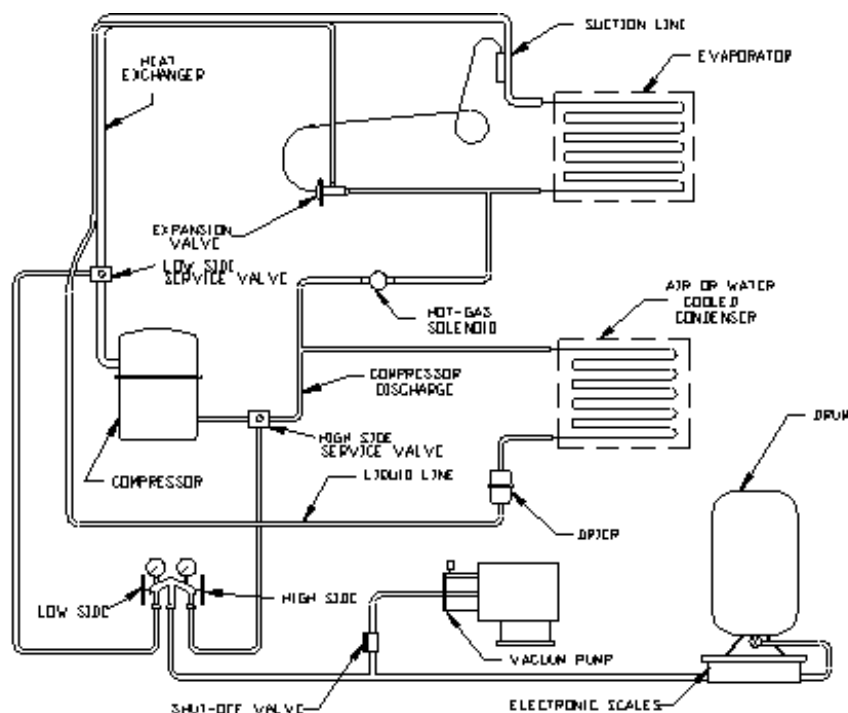 SUCTION LINE
EVAPORATOR
HEAT
EXCHANGER
EXPANSION
VALVE
LOW SIDE
SERVICE VALVE
HOT-GAS
SOLENOID
AIR OR WATER
COOLED
CONDENSER
COMPRESSOR
DISCHARGE
HIGH SIDE
SERVICE VALVE
DRUM
COMPRESSOR
LIQUID LINE
DRIER
LOW SIDE
HIGH SIDE
VACUUM PUMP
SHUT-OFF VALVE
ELECTRONIC SCALES